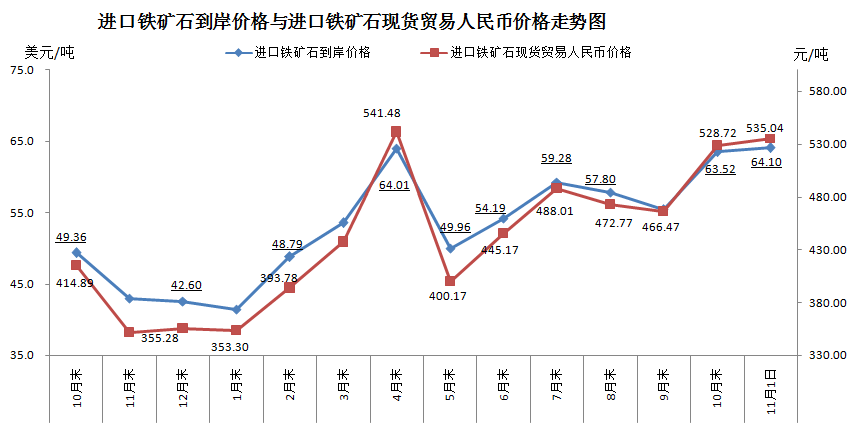 进口铁矿石到岸价格与进口铁矿石现货贸易人民币价格走势图
美元/吨
进口铁矿石到岸价格
进口铁矿石现货贸易人民币价格
元/吨
75.0
65.0
55.0
45.0
35.0
580.00
530.00
480.00
430.00
380.00
330.00
49.36
414.89
355.28
42.60
353.30
48.79
393.78
541.48
64.01
49.96
400.17
54.19
445.17
59.28
488.01
57.80
472.77
466.47
528.72
63.52
535.04
64.10
10月末
11月末
12月末
1月末
2月末
3月末
4月末
5月末
6月末
7月末
8月末
9月末
10月末
11月1日